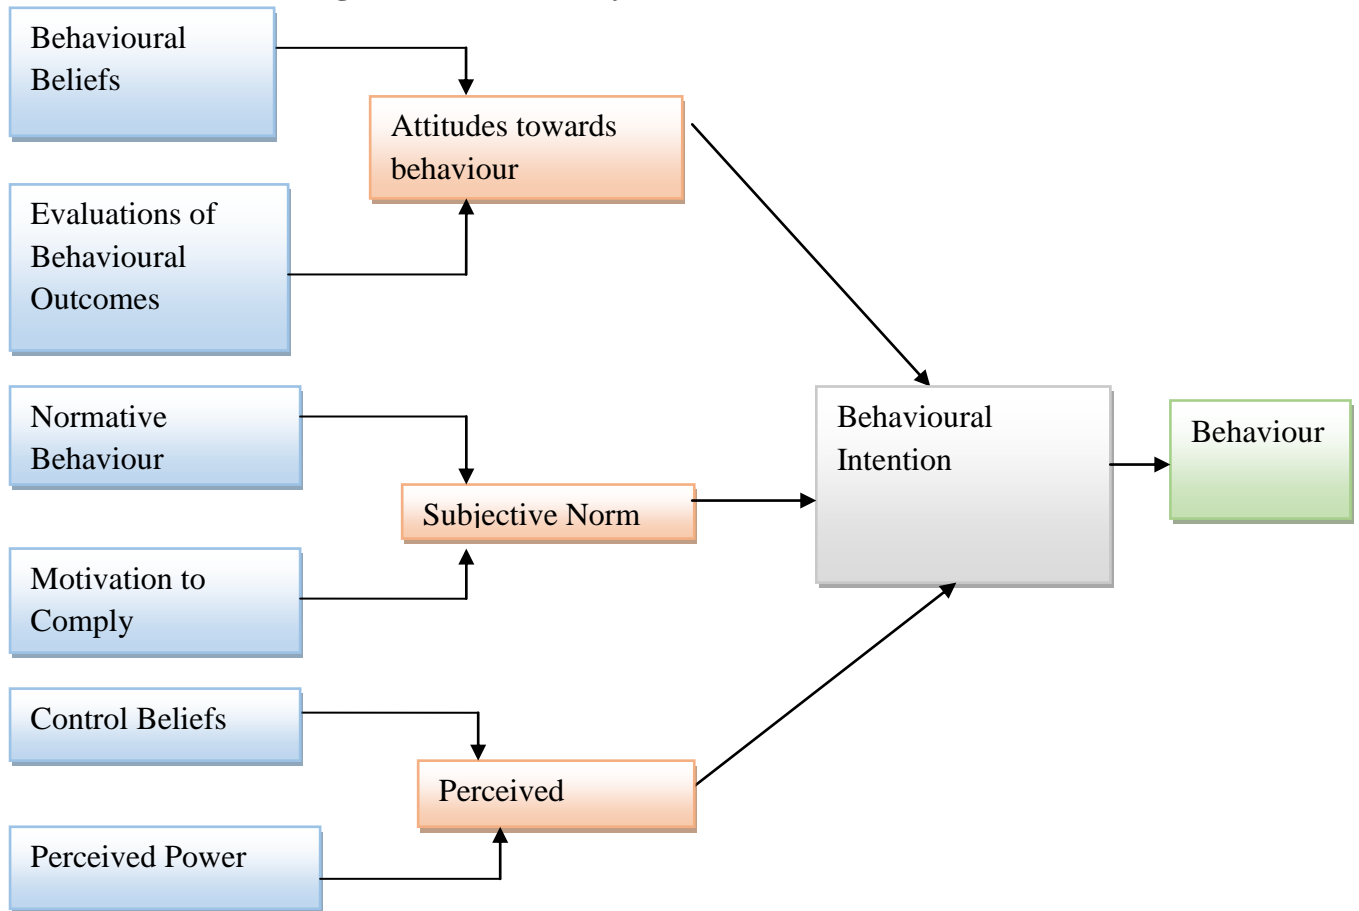 Behavioural
Beliefs
Attitudes towards
behaviour
Evaluations of
Behavioural
Outcomes
Normative
Behaviour
Subjective Norm
Motivation to
Comply
Control Beliefs
Perceived
Perceived Power
Behavioural
Intention
Behaviour